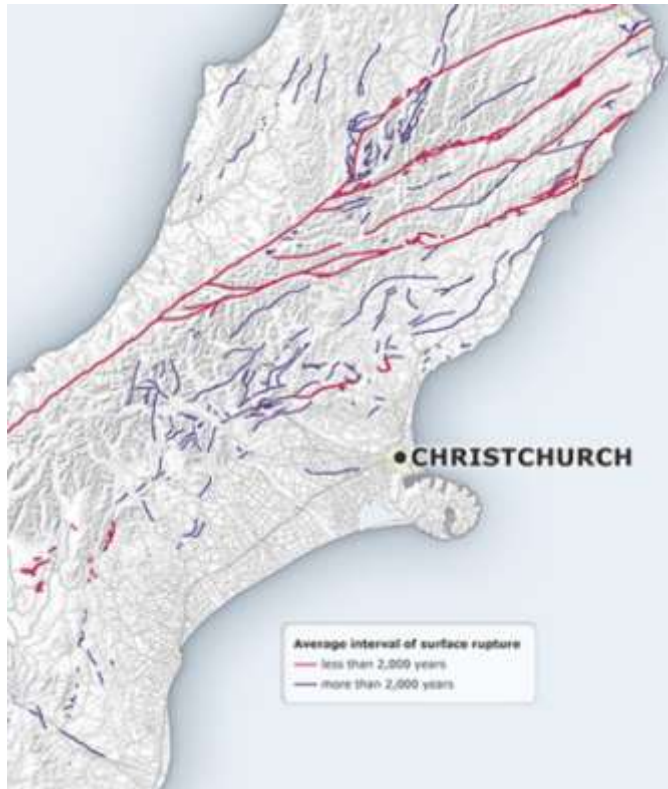 CHRISTCHURCH
Average interval of surface rupture
less than 2,000 years
more than 2,000 years